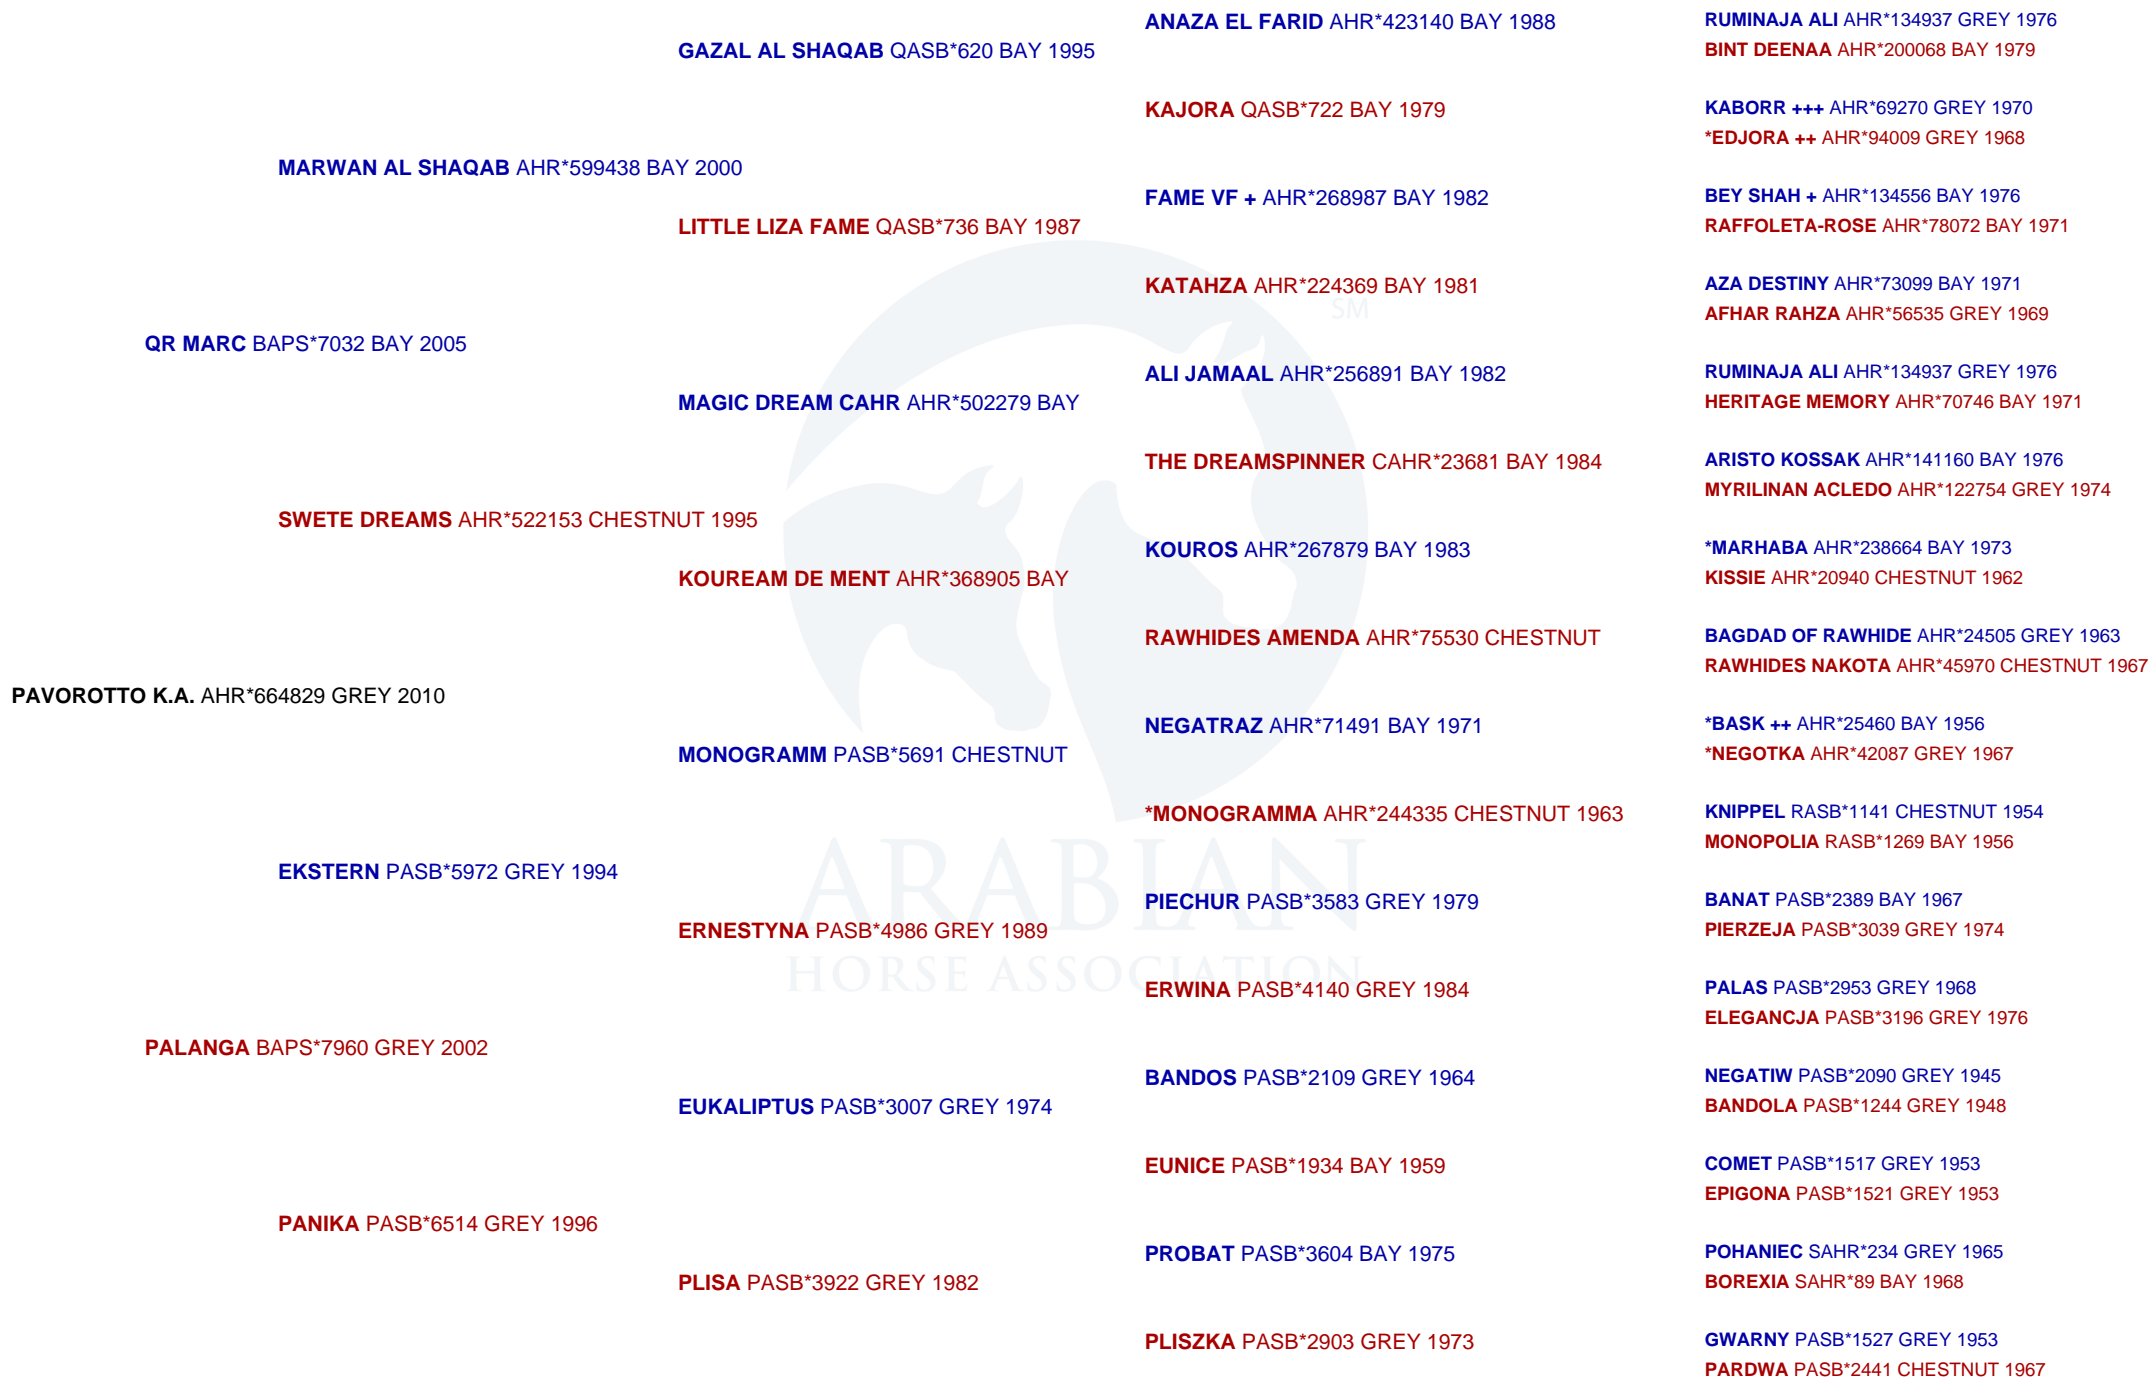 ANAZA EL FARID AHR*423140 BAY 1988
RUMINAJA ALI AHR*134937 GREY 1976
GAZAL AL SHAQAB QASB*620 BAY 1995
BINT DEENAA AHR*200068 BAY 1979
KAJORA QASB*722 BAY 1979
KABORR +++ AHR*69270 GREY 1970
*EDJORA ++ AHR*94009 GREY 1968
MARWAN AL SHAQAB AHR*599438 BAY 2000
FAME VF + AHR*268987 BAY 1982
BEY SHAH + AHR*134556 BAY 1976
LITTLE LIZA FAME QASB*736 BAY 1987
RAFFOLETA-ROSE AHR*78072 BAY 1971
KATAHZA AHR*224369 BAY 1981
AZA DESTINY AHR*73099 BAY 1971
SM
AFHAR RAHZA AHR*56535 GREY 1969
QR MARC BAPS*7032 BAY 2005
ALI JAMAAL AHR*256891 BAY 1982
RUMINAJA ALI AHR*134937 GREY 1976
MAGIC DREAM CAHR AHR*502279 BAY
HERITAGE MEMORY AHR*70746 BAY 1971
THE DREAMSPINNER CAHR*23681 BAY 1984
ARISTO KOSSAK AHR*141160 BAY 1976
MYRILINAN ACLEDO AHR*122754 GREY 1974
SWETE DREAMS AHR*522153 CHESTNUT 1995
KOUROS AHR*267879 BAY 1983
*MARHABA AHR*238664 BAY 1973
KOUREAM DE MENT AHR*368905 BAY
KISSIE AHR*20940 CHESTNUT 1962
RAWHIDES AMENDA AHR*75530 CHESTNUT
BAGDAD OF RAWHIDE AHR*24505 GREY 1963
RAWHIDES NAKOTA AHR*45970 CHESTNUT 1967
PAVOROTTO K.A. AHR*664829 GREY 2010
NEGATRAZ AHR*71491 BAY 1971
*BASK ++ AHR*25460 BAY 1956
MONOGRAMM PASB*5691 CHESTNUT
*NEGOTKA AHR*42087 GREY 1967
*MONOGRAMMA AHR*244335 CHESTNUT 1963
KNIPPEL RASB*1141 CHESTNUT 1954
MONOPOLIA RASB*1269 BAY 1956
EKSTERN PASB*5972 GREY 1994
ARABIAN
PIECHUR PASB*3583 GREY 1979
BANAT PASB*2389 BAY 1967
ERNESTYNA PASB*4986 GREY 1989
PIERZEJA PASB*3039 GREY 1974
HORSE ASSOCIATION
ERWINA PASB*4140 GREY 1984
PALAS PASB*2953 GREY 1968
ELEGANCJA PASB*3196 GREY 1976
PALANGA BAPS*7960 GREY 2002
BANDOS PASB*2109 GREY 1964
NEGATIW PASB*2090 GREY 1945
EUKALIPTUS PASB*3007 GREY 1974
BANDOLA PASB*1244 GREY 1948
EUNICE PASB*1934 BAY 1959
COMET PASB*1517 GREY 1953
EPIGONA PASB*1521 GREY 1953
PANIKA PASB*6514 GREY 1996
PROBAT PASB*3604 BAY 1975
POHANIEC SAHR*234 GREY 1965
PLISA PASB*3922 GREY 1982
BOREXIA SAHR*89 BAY 1968
PLISZKA PASB*2903 GREY 1973
GWARNY PASB*1527 GREY 1953
PARDWA PASB*2441 CHESTNUT 1967